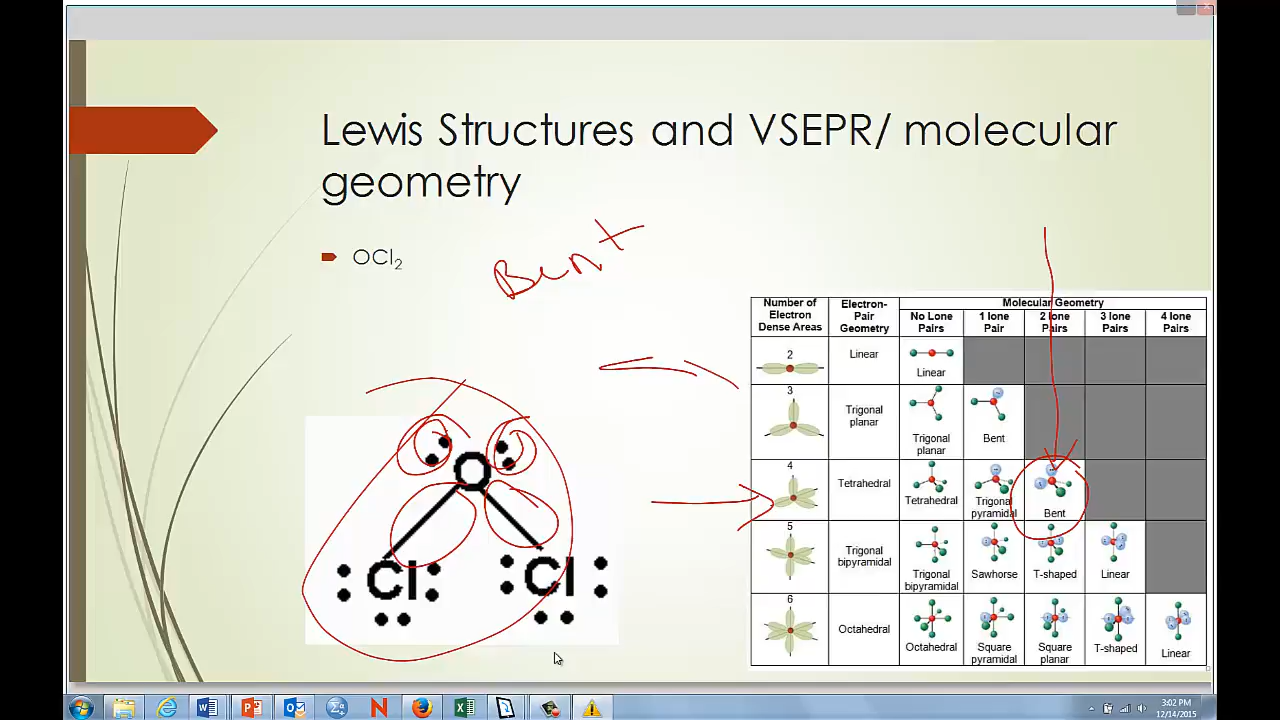 Lewis Structures and VSEPR/ molecular
geometry
OCl₂
Bent
O
Cl
Cl
Number of Electron Dense Areas
Electron-Pair Geometry
Molecular Geometry
No Lone Pairs
1 lone Pair
2 lone Pairs
3 lone Pairs
4 lone Pairs
2
Linear
Linear
3
Trigonal planar
Trigonal planar
Bent
4
Tetrahedral
Tetrahedral
Trigonal pyramidal
Bent
5
Trigonal bipyramidal
Trigonal bipyramidal
Sawhorse
T-shaped
Linear
6
Octahedral
Octahedral
Square pyramidal
Square planar
T-shaped
Linear
3:02 PM
12/14/2015